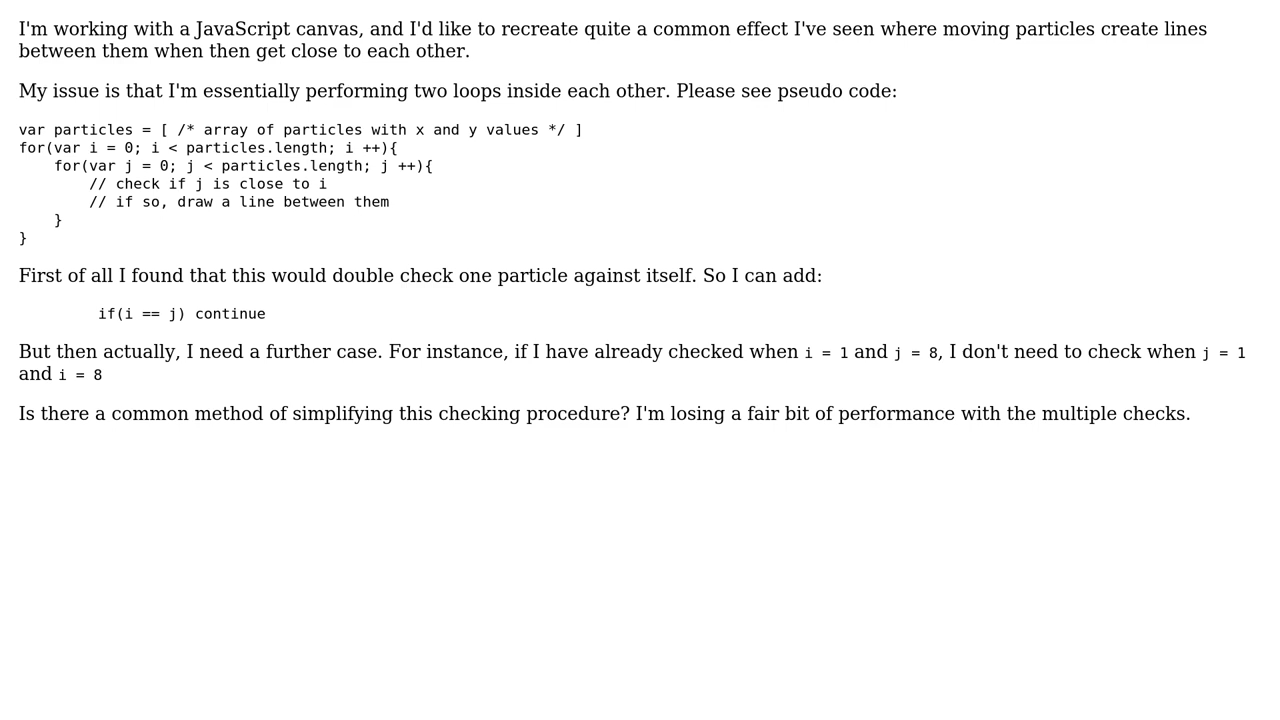 I'm working with a JavaScript canvas, and I'd like to recreate quite a common effect I've seen where moving particles create lines
between them when then get close to each other.
My issue is that I'm essentially performing two loops inside each other. Please see pseudo code:
var particles = [ /* array of particles with x and y values */ ]
for(var i = 0; i < particles.length; i ++){
    for(var j = 0; j < particles.length; j ++){
        // check if j is close to i
        // if so, draw a line between them
    }
}
First of all I found that this would double check one particle against itself. So I can add:
         if(i == j) continue
But then actually, I need a further case. For instance, if I have already checked when i = 1 and j = 8, I don't need to check when j = 1
and i = 8
Is there a common method of simplifying this checking procedure? I'm losing a fair bit of performance with the multiple checks.